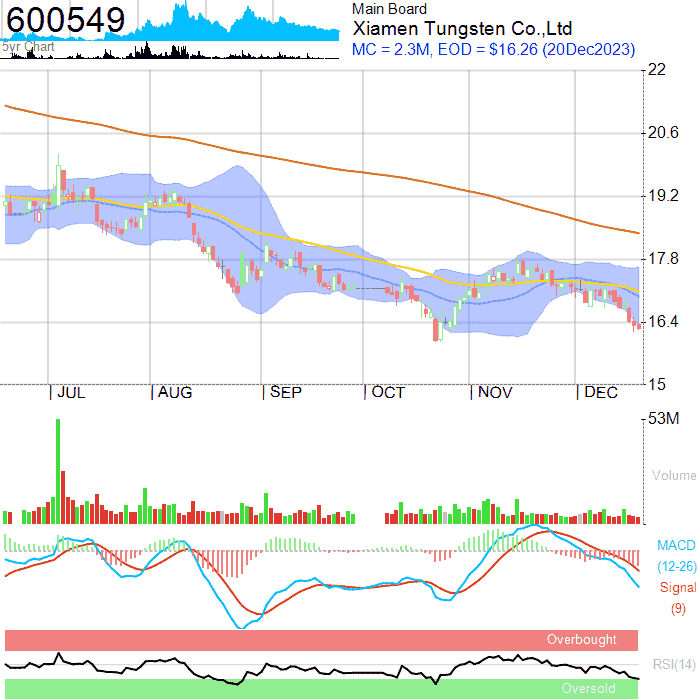 600549
5yr Chart
Main Board
Xiamen Tungsten Co.,Ltd
MC = 2.3M, EOD = $16.26 (20Dec2023)
22
20.6
19.2
17.8
16.4
15
JUL
AUG
SEP
OCT
NOV
DEC
53M
Volume
MACD
(12-26)
Signal
(9)
Overbought
RSI(14)
Oversold